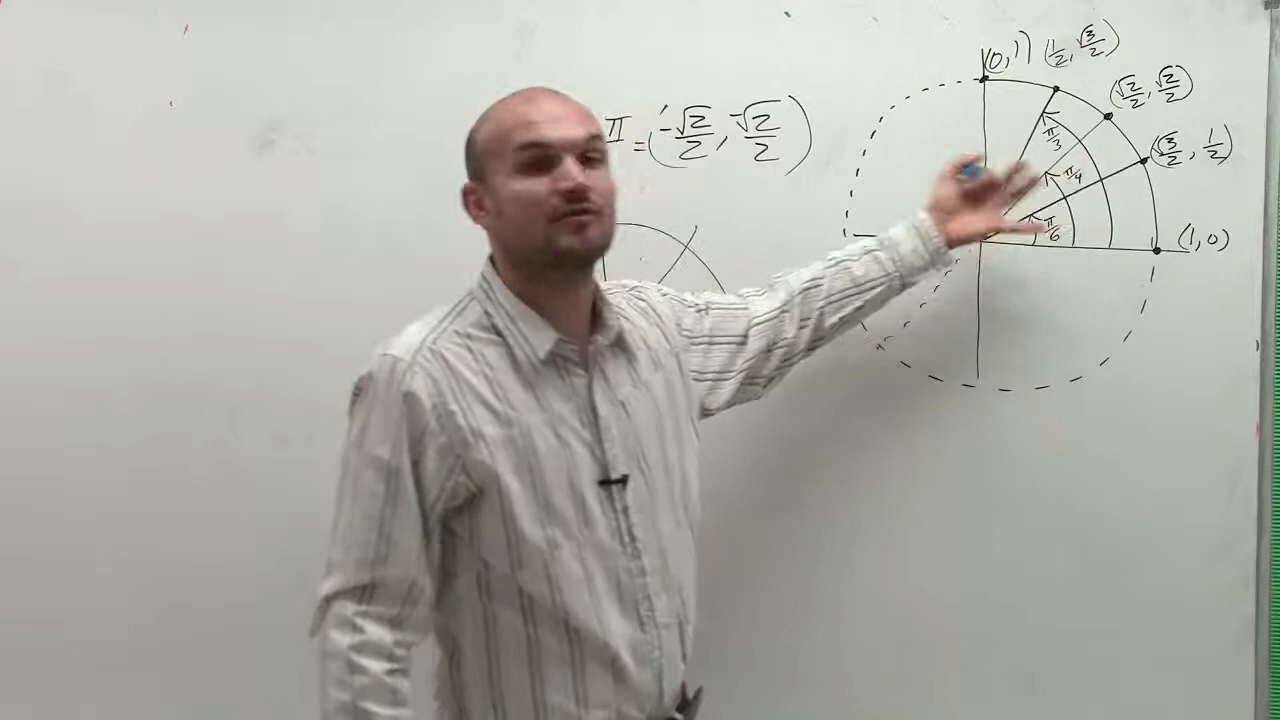 π = (-√2/2, -√2/2)
(0, 1)
(1/2, √3/2)
(√2/2, √2/2)
(√3/2, 1/2)
(1, 0)
π/3
π/4
π/6